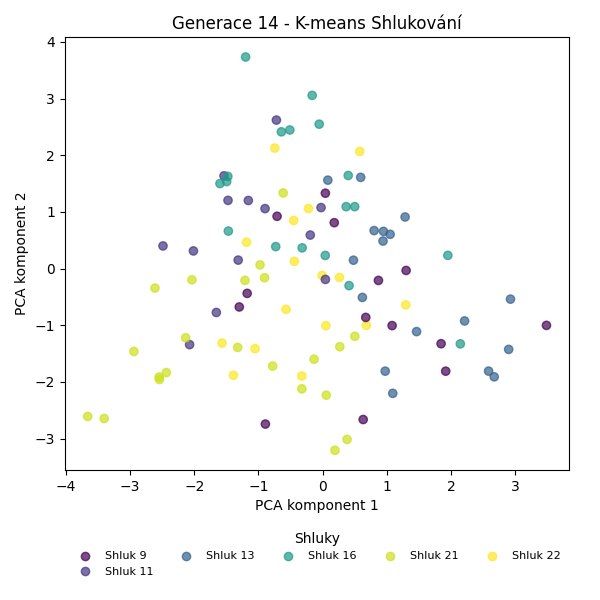 Generace 14 - K-means Shlukování
4
3
2
1
0
−1
−2
−3
PCA komponent 2
−4 −3 −2 −1 0 1 2 3
PCA komponent 1
Shluky
Shluk 9 Shluk 13 Shluk 16 Shluk 21 Shluk 22
Shluk 11